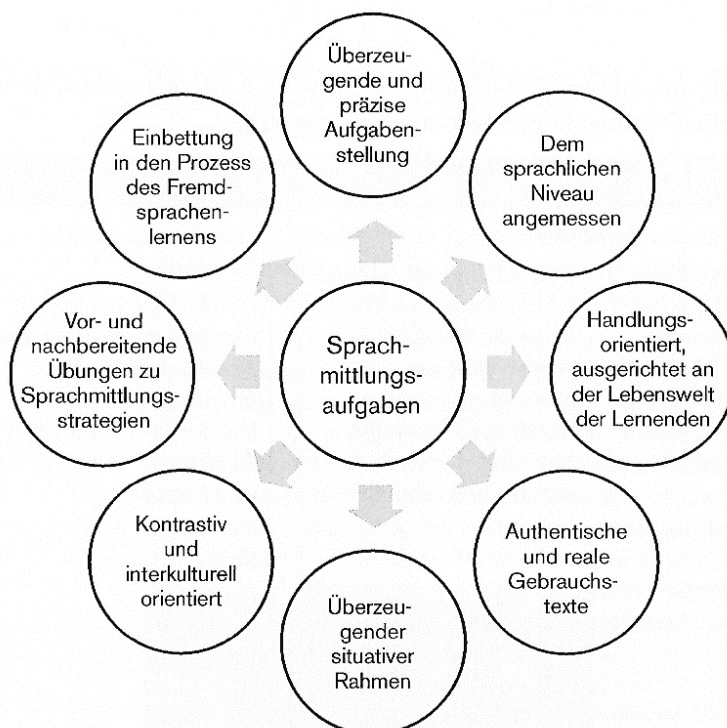 Überzeu-
gende und
präzise
Aufgaben-
stellung
Dem
sprachlichen
Niveau
angemessen
Handlungs-
orientiert,
ausgerichtet an
der Lebenswelt
der Lernenden
Authentische
und reale
Gebrauchs-
texte
Überzeu-
gender
situativer
Rahmen
Kontrastiv
und
interkulturell
orientiert
Vor- und
nachbereitende
Übungen zu
Sprachmittlungs-
strategien
Einbettung
in den Prozess
des Fremd-
sprachen-
lernens
Sprach-
mittlungs-
aufgaben